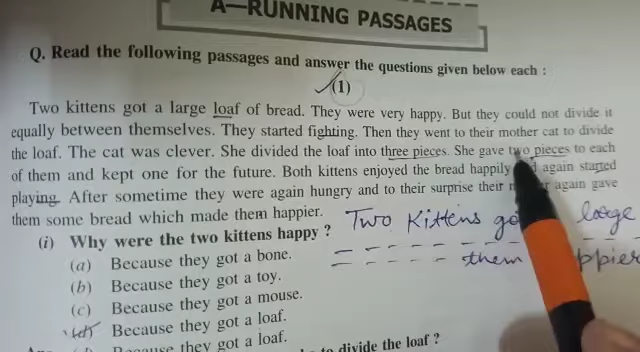 A—RUNNING PASSAGES
Q. Read the following passages and answer the questions given below each :
(1)
Two kittens got a large loaf of bread. They were very happy. But they could not divide it
equally between themselves. They started fighting. Then they went to their mother cat to divide
the loaf. The cat was clever. She divided the loaf into three pieces. She gave two pieces to each
of them and kept one for the future. Both kittens enjoyed the bread happily again started
playing. After sometime they were again hungry and to their surprise their again gave
them some bread which made them happier.
Two Kittens large
(i) Why were the two kittens happy ?
them
(a) Because they got a bone.
(b) Because they got a toy.
(c) Because they got a mouse.
Because they got a loaf.
they got a loaf.
to divide the loaf ?